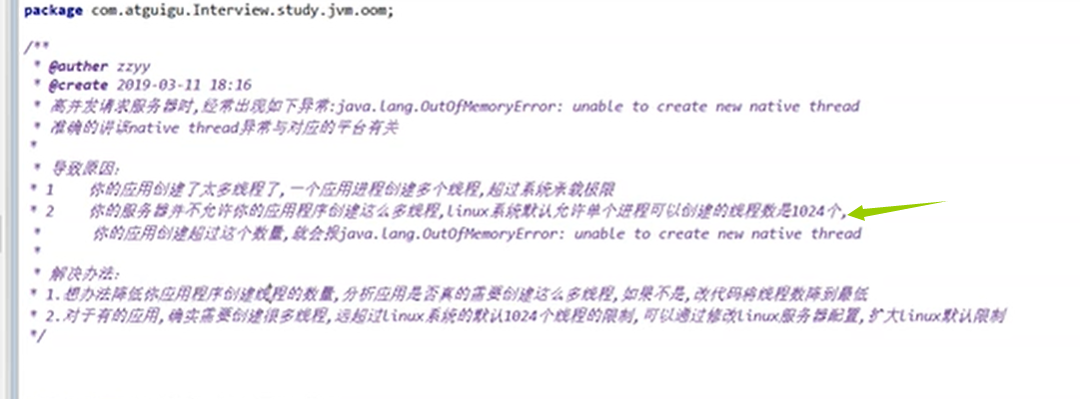 package com.atguigu.Interview.study.jvm.oom;
/**
* @auther zzyy
* @create 2019-03-11 18:16
* 高并发请求服务器时,经常出现如下异常:java.lang.OutOfMemoryError: unable to create new native thread
* 准确的讲该native thread异常与对应的平台有关
*
* 导致原因:
* 1 你的应用创建了太多线程了,一个应用进程创建多个线程,超过系统承载极限
* 2 你的服务器并不允许你的应用程序创建这么多线程,linux系统默认允许单个进程可以创建的线程数是1024个,
* 你的应用创建超过这个数量,就会报java.lang.OutOfMemoryError: unable to create new native thread
*
* 解决办法:
* 1.想办法降低你应用程序创建线程的数量,分析应用是否真的需要创建这么多线程,如果不是,改代码将线程数降到最低
* 2.对于有的应用,确实需要创建很多线程,远超过linux系统的默认1024个线程的限制,可以通过修改linux服务器配置,扩大linux默认限制
*/